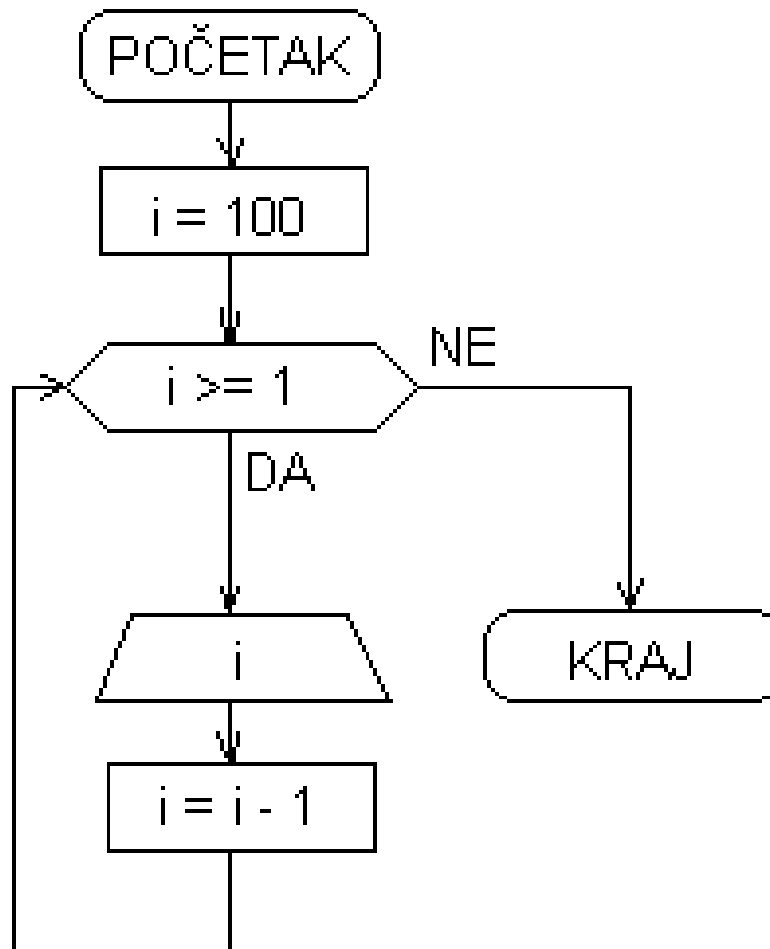 POČETAK
i = 100
i >= 1
NE
DA
i
KRAJ
i = i - 1